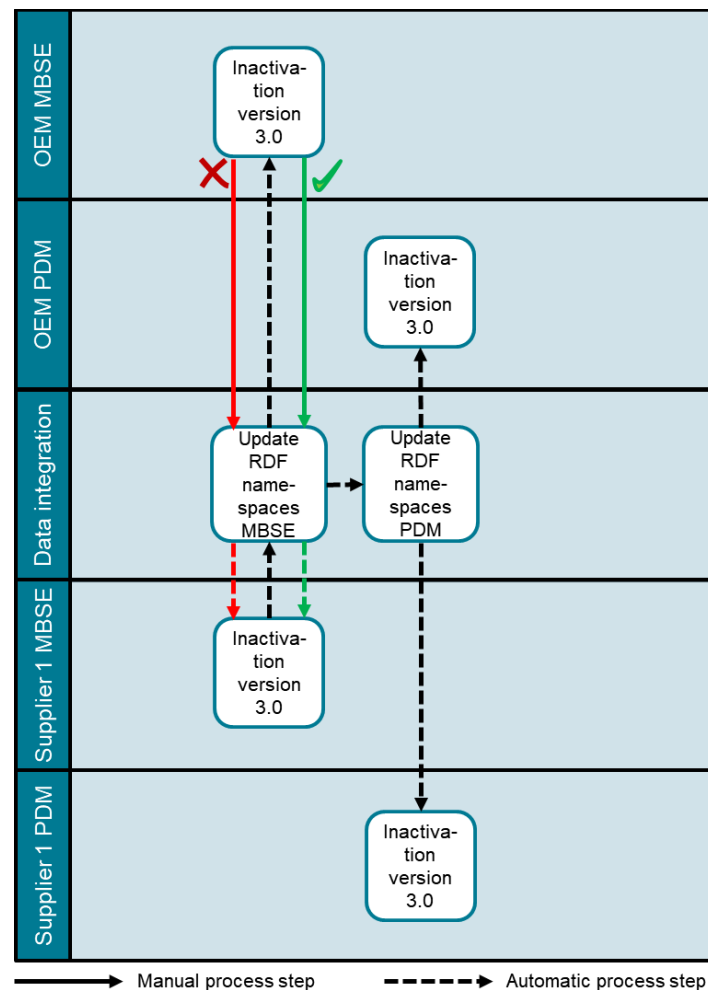 OEM MBSE
Inactiva-
tion
version
3.0
OEM PDM
Inactiva-
tion
version
3.0
Data integration
Update
RDF
name-
spaces
MBSE
Update
RDF
name-
spaces
PDM
Supplier 1 MBSE
Inactiva-
tion
version
3.0
Supplier 1 PDM
Inactiva-
tion
version
3.0
Manual process step
Automatic process step